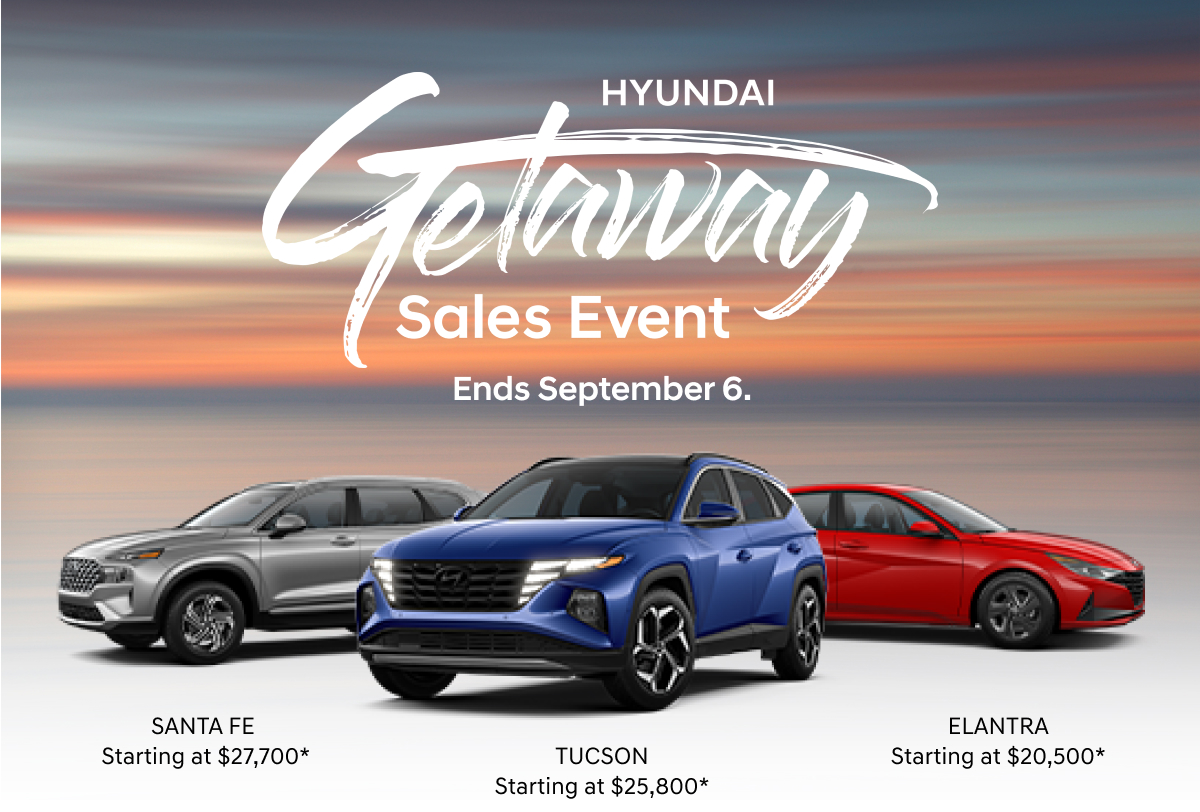 HYUNDAI
Getaway
Sales Event
Ends September 6.
SANTA FE
Starting at $27,700*
TUCSON
Starting at $25,800*
ELANTRA
Starting at $20,500*